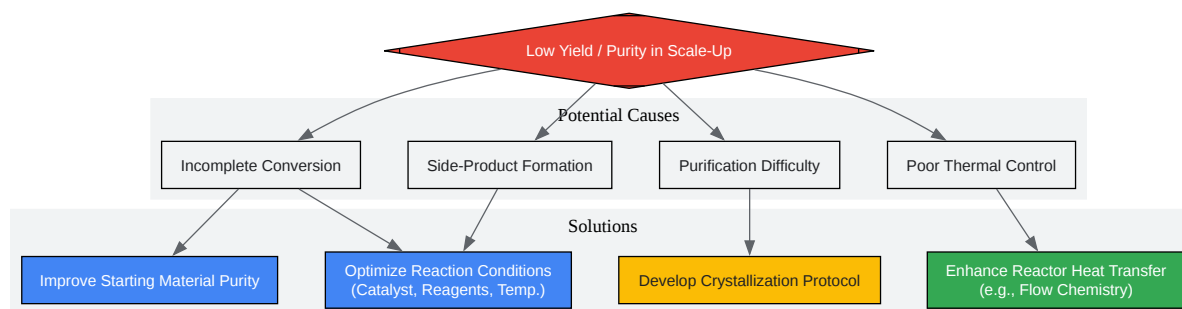 Low Yield / Purity in Scale-Up
Potential Causes
Incomplete Conversion
Side-Product Formation
Purification Difficulty
Poor Thermal Control
Solutions
Improve Starting Material Purity
Optimize Reaction Conditions
(Catalyst, Reagents, Temp.)
Develop Crystallization Protocol
Enhance Reactor Heat Transfer
(e.g., Flow Chemistry)